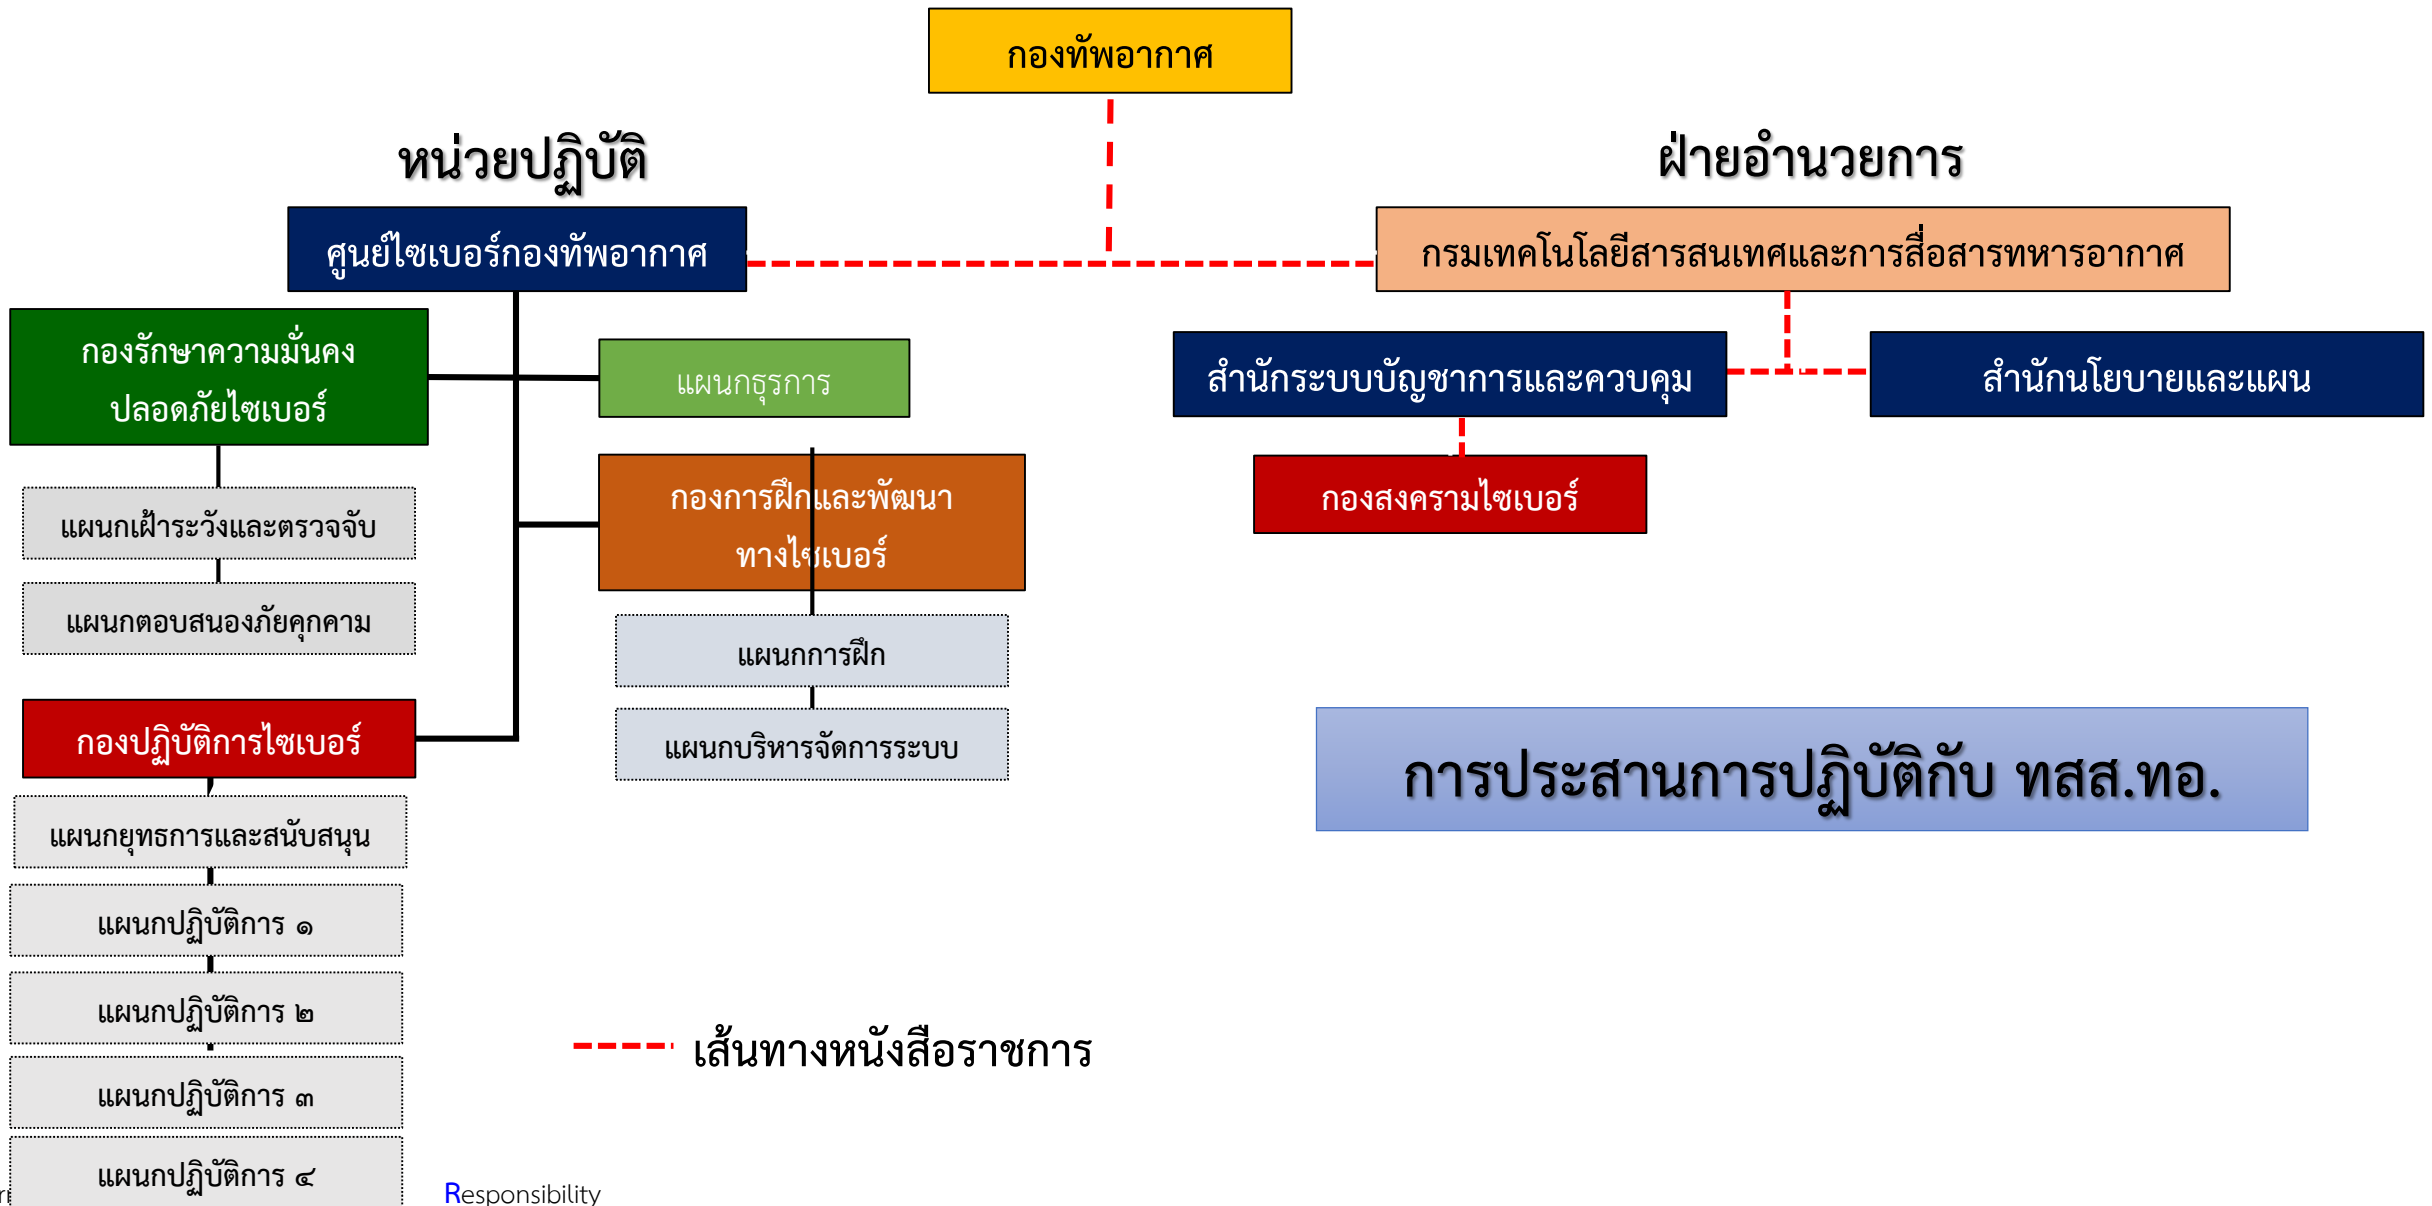 กองทัพอากาศ
หน่วยปฏิบัติ
ฝ่ายอำนวยการ
ศูนย์ไซเบอร์กองทัพอากาศ
กรมเทคโนโลยีสารสนเทศและการสื่อสารทหารอากาศ
กองรักษาความมั่นคง
ปลอดภัยไซเบอร์
แผนกธุรการ
สำนักระบบบัญชาการและควบคุม
สำนักนโยบายและแผน
กองการฝึกและพัฒนา
ทางไซเบอร์
กองสงครามไซเบอร์
แผนกเฝ้าระวังและตรวจจับ
แผนกตอบสนองภัยคุกคาม
แผนกการฝึก
แผนกบริหารจัดการระบบ
กองปฏิบัติการไซเบอร์
การประสานการปฏิบัติกับ ทสส.ทอ.
แผนกยุทธการและสนับสนุน
แผนกปฏิบัติการ ๑
แผนกปฏิบัติการ ๒
เส้นทางหนังสือราชการ
แผนกปฏิบัติการ ๓
แผนกปฏิบัติการ ๔
Responsibility